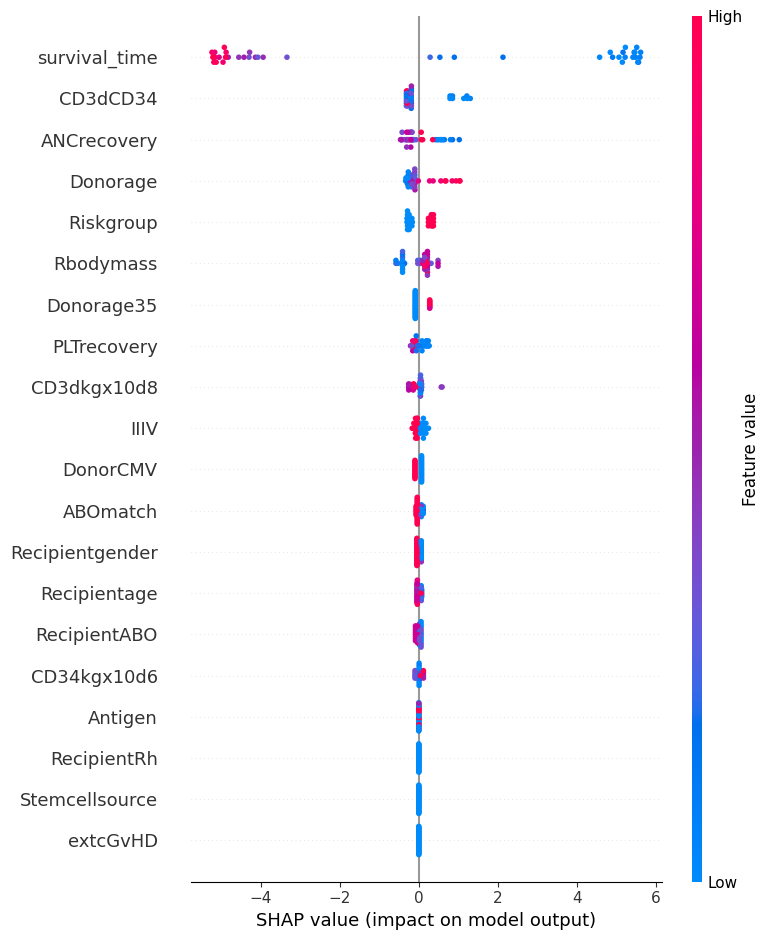 High
survival_time
CD3dCD34
ANCrecovery
Donorage
Riskgroup
Rbodymass
Donorage35
PLTrecovery
CD3dkgx10d8
IIIV
DonorCMV
ABOmatch
Recipientgender
Recipientage
RecipientABO
CD34kgx10d6
Antigen
RecipientRh
Stemcellsource
extcGvHD
Feature value
Low
−4 −2 0 2 4 6
SHAP value (impact on model output)